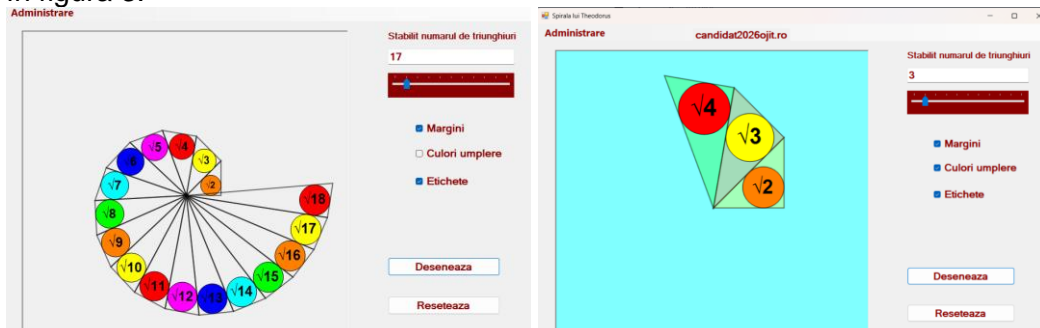 în figura 3.
Administrare
Stabilit numarul de triunghiuri
17
Margini
Culori umplere
Etichete
Deseneaza
Reseteaza
√2
√3
√4
√5
√6
√7
√8
√9
√10
√11
√12
√13
√14
√15
√16
√17
√18
Spirala lui Theodorus
Administrare
candidat2026ojit.ro
Stabilit numarul de triunghiuri
3
Margini
Culori umplere
Etichete
Deseneaza
Reseteaza
√4
√3
√2